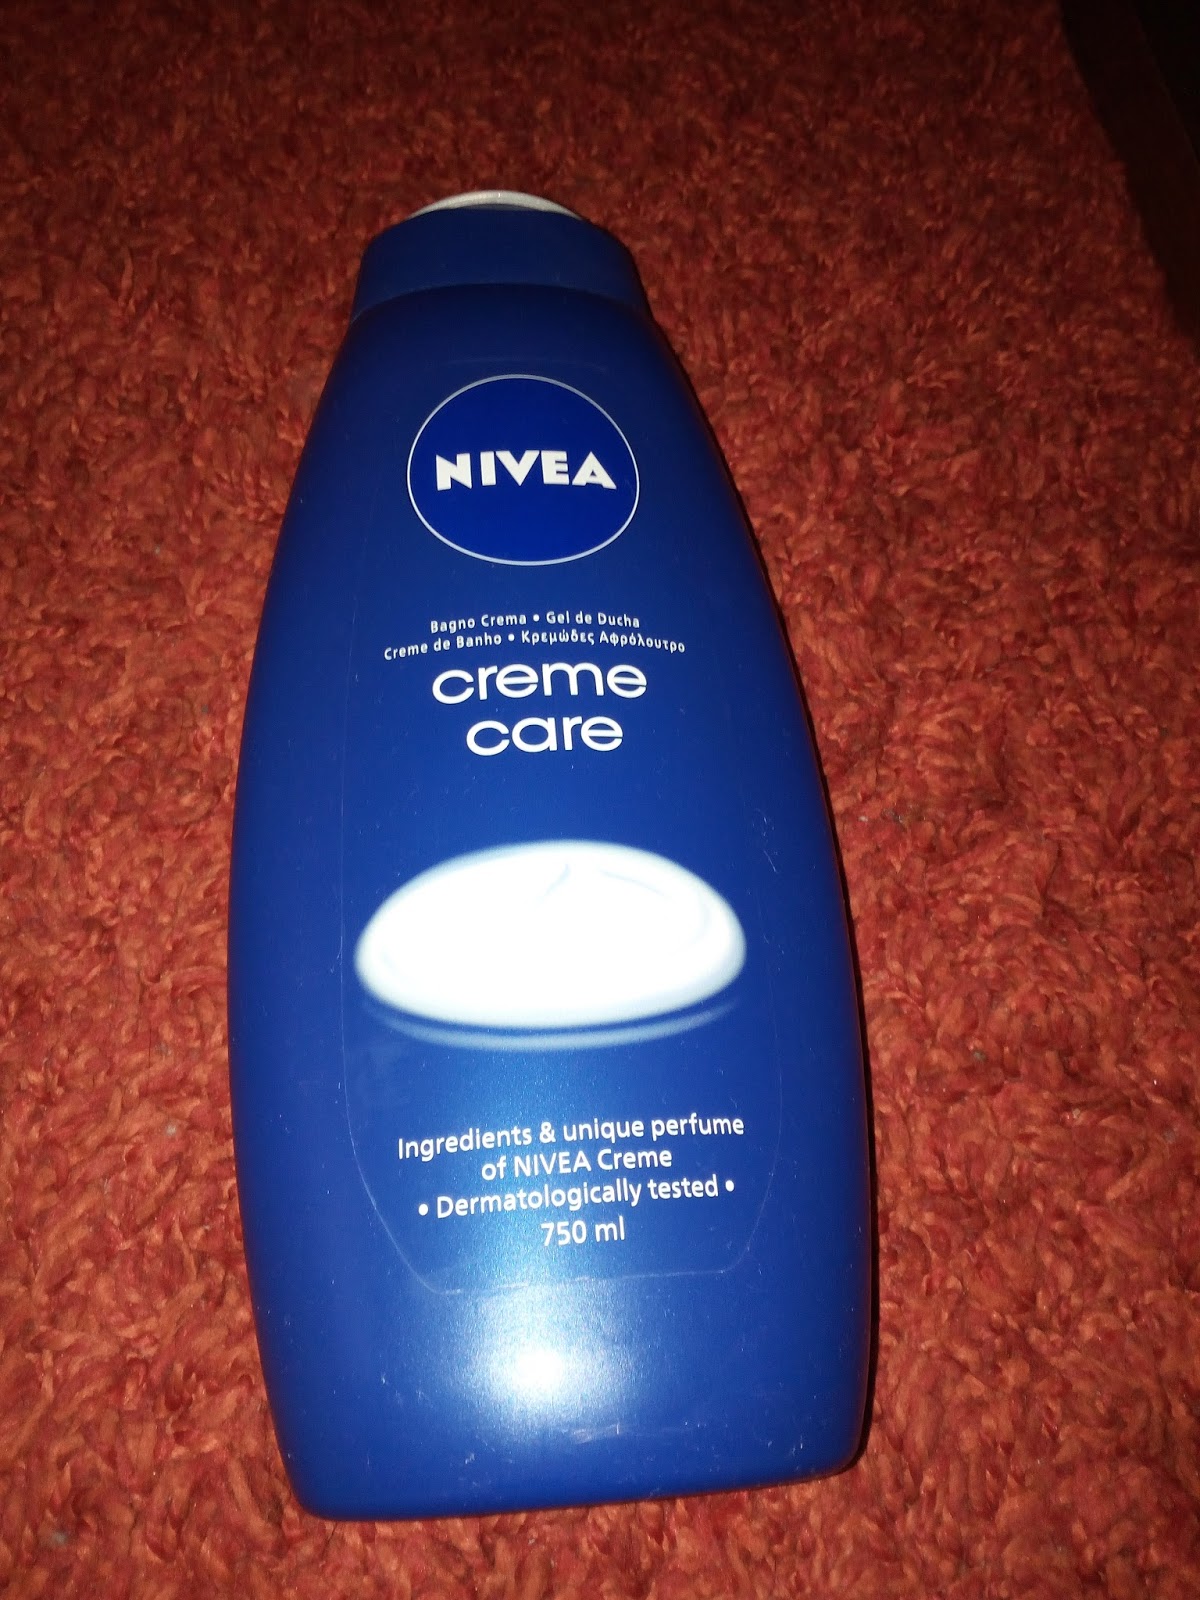 NIVEA
Bagno Crema • Gel de Ducha
Creme de Banho • Κρεμώδες Αφρόλουτρο
creme
care
Ingredients & unique perfume
of NIVEA Creme
• Dermatologically tested •
750 ml